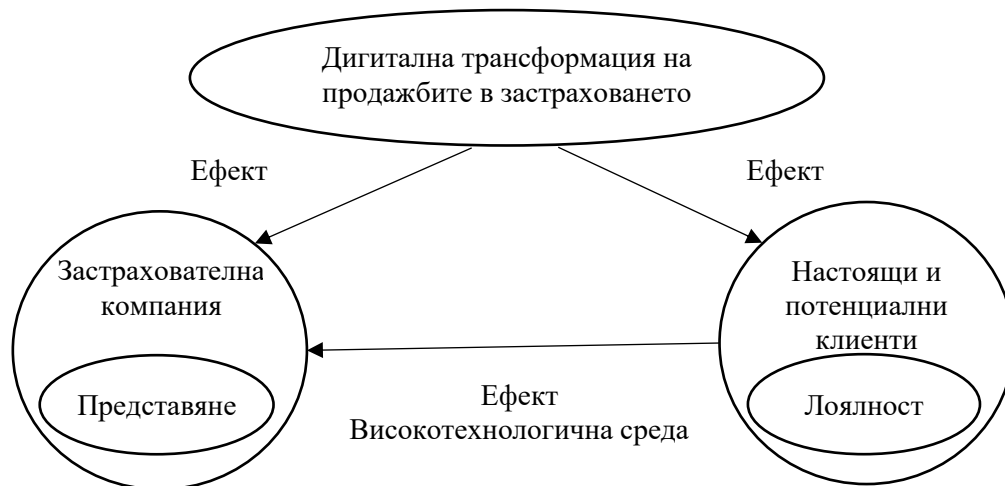 Дигитална трансформация на
продажбите в застраховането
Ефект
Ефект
Застрахователна
компания
Представяне
Настоящи и
потенциални
клиенти
Лоялност
Ефект
Високотехнологична среда